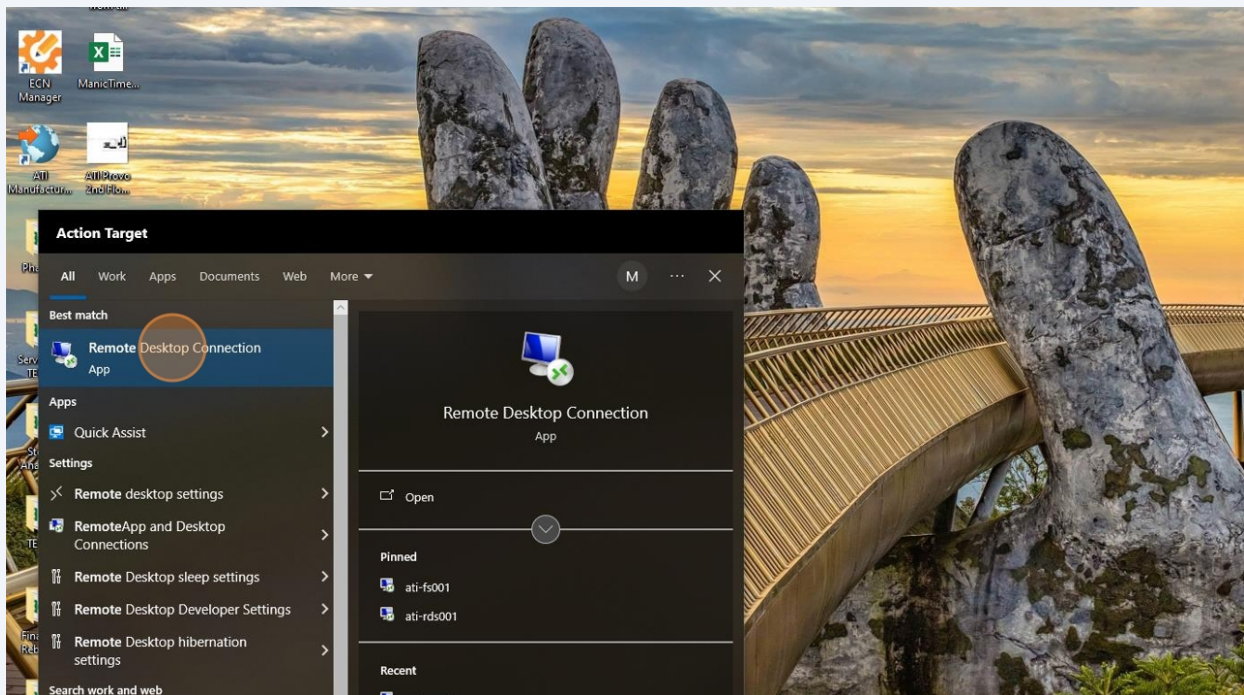 ECN
Manager
ManicTime...
ATI
Manufactur...
ATI Provo
2nd Flo...
Action Target
All Work Apps Documents Web More M ...
Best match
Remote Desktop Connection
App
Apps
Quick Assist
Settings
Remote desktop settings
RemoteApp and Desktop
Connections
Remote Desktop sleep settings
Remote Desktop Developer Settings
Remote Desktop hibernation
settings
Search work and web
Remote Desktop Connection
App
Open
Pinned
ati-fs001
ati-rds001
Recent